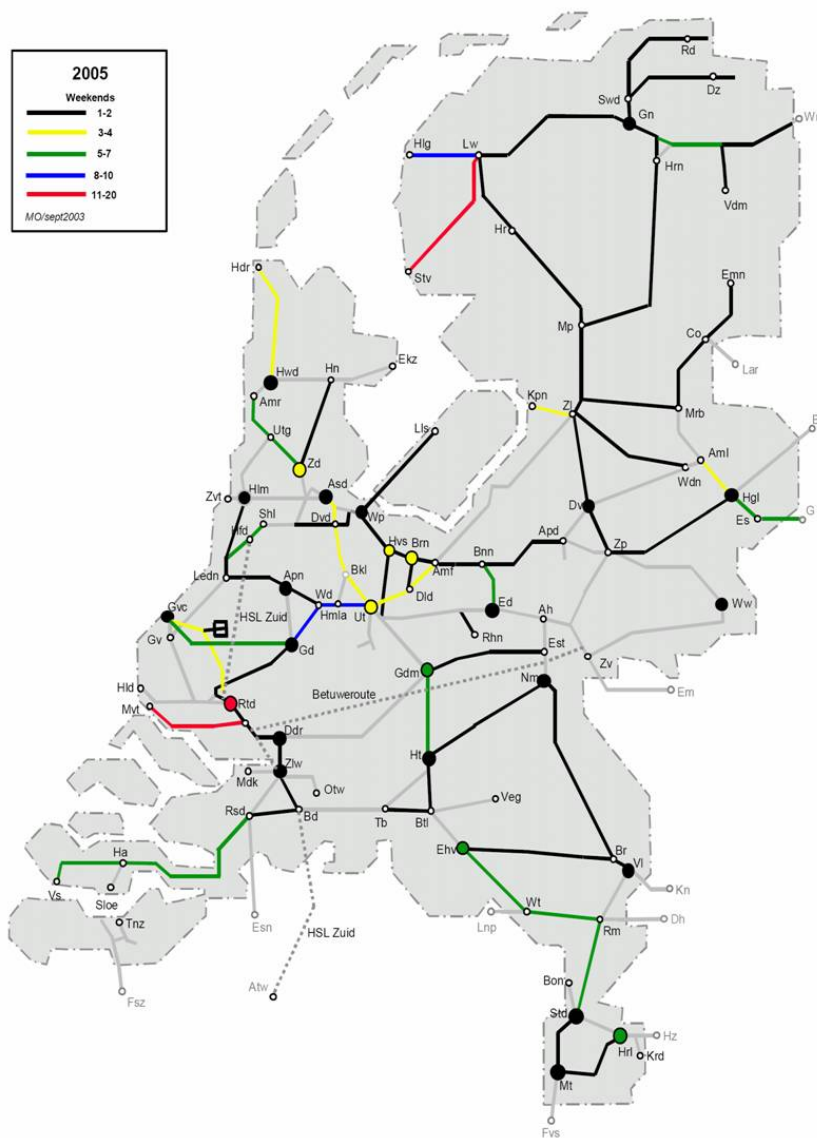 2005
Weekends
1-2
3-4
5-7
8-10
11-20
MO/sept2003
Rd
Dz
Swd
Gn
Hlg
Lw
Hrn
Vdm
Hr
Stv
Emn
Hdr
Mp
Co
Lar
Ekz
Hn
Hwd
Amr
Kpn
Zl
Mrb
Utg
Lls
Zd
Aml
Wdn
Zvt
Hlm
Asd
Wp
Hgl
Shl
Dvd
Dv
Es
G
Hfd
Hvs
Brn
Bnn
Apd
Zp
Ledn
Apn
Bkl
Amf
Wd
Hmla
Ut
Dld
Ed
Ah
Ww
Gvc
HSL Zuid
Gv
Gd
Rhn
Est
Zv
Gdm
Nm
Em
Hld
Mvt
Rtd
Betuweroute
Ddr
Ht
Zlw
Mdk
Otw
Veg
Rsd
Bd
Tb
Btl
Ehv
Br
Vl
Kn
Ha
Vs
Sloe
Wt
Lnp
Rm
Dh
Tnz
Esn
HSL Zuid
Fsz
Atw
Bon
Std
Hrl
Hz
Krd
Mt
Fvs